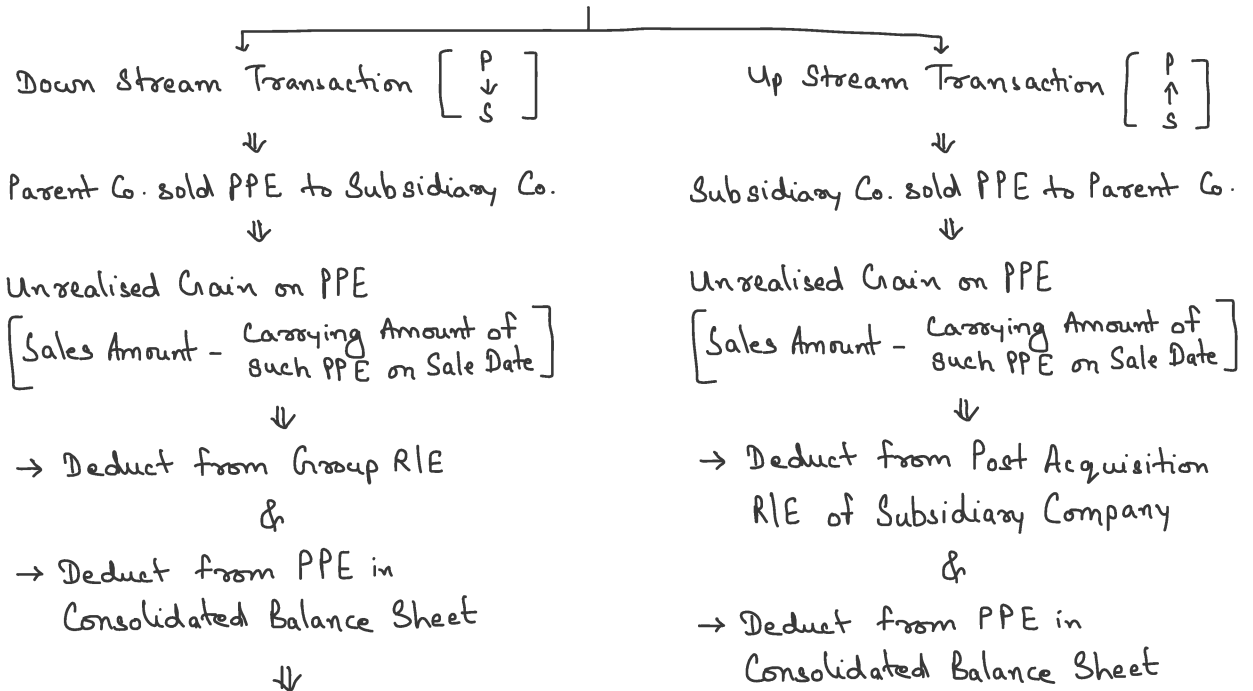 Down Stream Transaction [ P ↓ S ]
⇓
Parent Co. sold PPE to Subsidiary Co.
⇓
Unrealised Gain on PPE
[Sales Amount - Carrying Amount of
such PPE on Sale Date]
⇓
→ Deduct from Group R/E
&
→ Deduct from PPE in
Consolidated Balance Sheet
⇓
Up Stream Transaction [ P ↑ S ]
⇓
Subsidiary Co. sold PPE to Parent Co.
⇓
Unrealised Gain on PPE
[Sales Amount - Carrying Amount of
such PPE on Sale Date]
⇓
→ Deduct from Post Acquisition
R/E of Subsidiary Company
&
→ Deduct from PPE in
Consolidated Balance Sheet